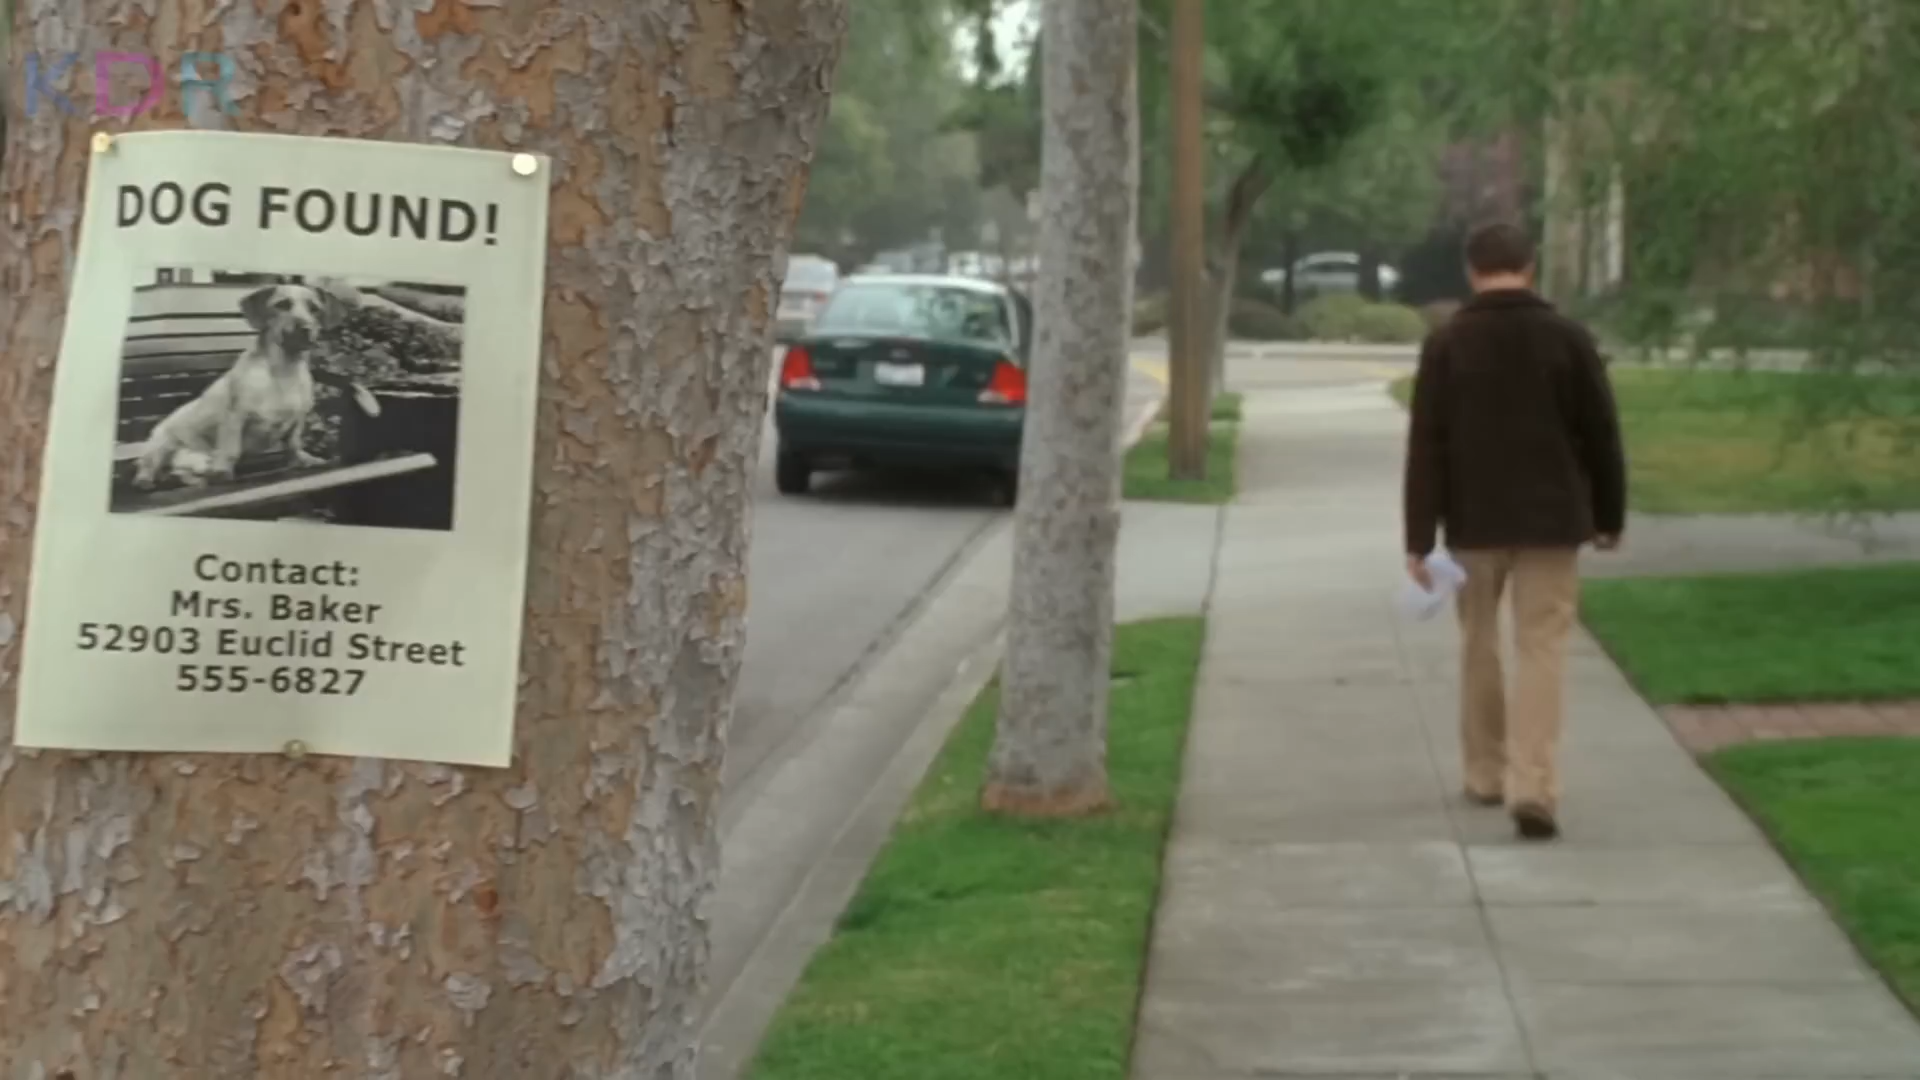 KDR
DOG FOUND!
Contact:
Mrs. Baker
52903 Euclid Street
555-6827